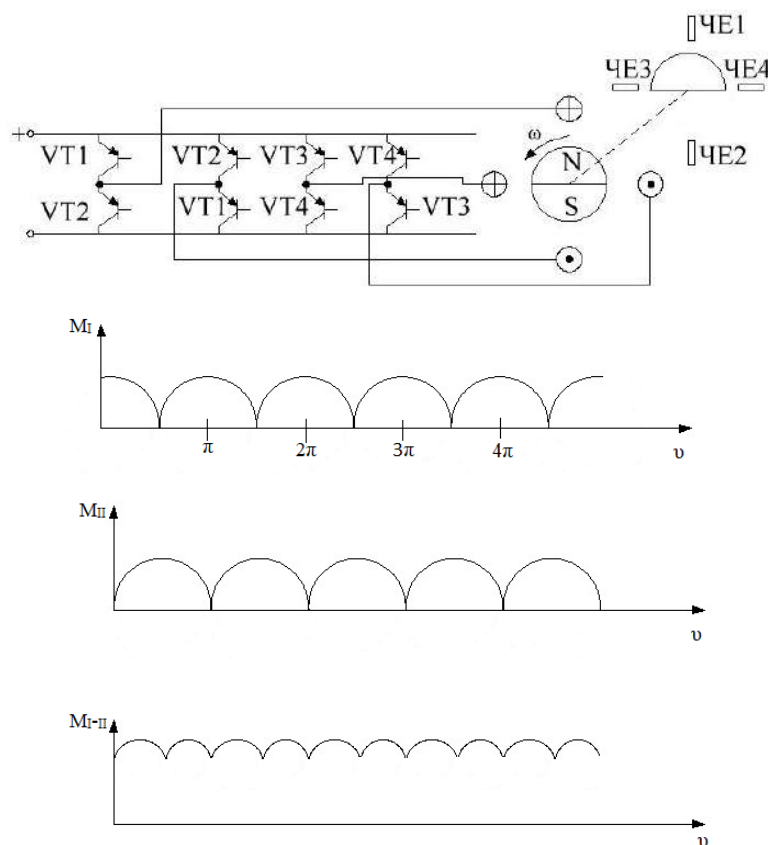 ЧЕ1
ЧЕ3 ЧЕ4
+
VT1 VT2 VT3 VT4 ω
N ЧЕ2
S
VT2 VT1 VT4 VT3
MI
π 2π 3π 4π
υ
MII
υ
MI-II
υ